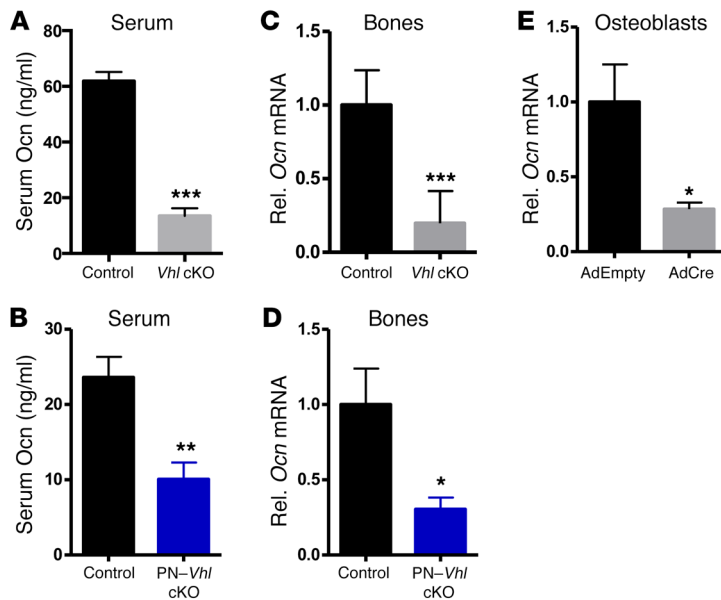 A
Serum
Serum Ocn (ng/ml)
80
60
40
20
0
***
Control
Vhl cKO
C
Bones
Rel. Ocn mRNA
1.5
1.0
0.5
0.0
***
Control
Vhl cKO
E
Osteoblasts
Rel. Ocn mRNA
1.5
1.0
0.5
0.0
*
AdEmpty
AdCre
B
Serum
Serum Ocn (ng/ml)
30
20
10
0
**
Control
PN–Vhl
cKO
D
Bones
Rel. Ocn mRNA
1.5
1.0
0.5
0.0
*
Control
PN–Vhl
cKO